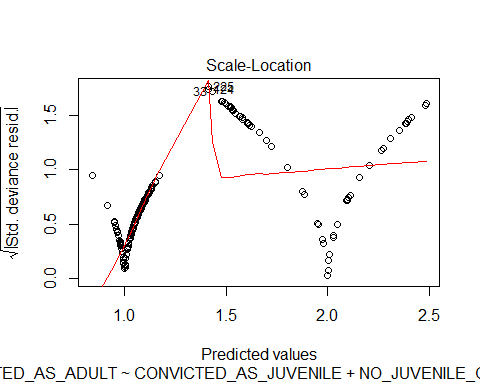 Scale-Location
√|Std. deviance resid.|
0.0 0.5 1.0 1.5
225
1.0 1.5 2.0 2.5
Predicted values
TED_AS_ADULT ~ CONVICTED_AS_JUVENILE + NO_JUVENILE_C